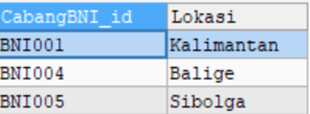 CabangBNI_id Lokasi
BNI001 Kalimantan
BNI004 Balige
BNI005 Sibolga